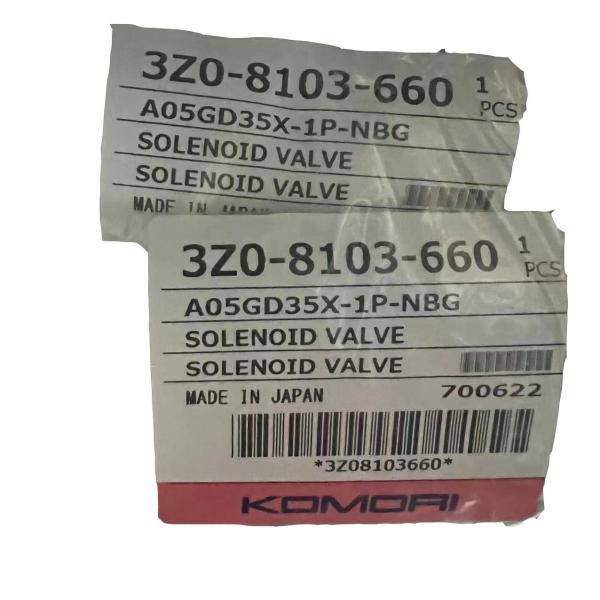 3Z0-8103-660 1
PCS
A05GD35X-1P-NBG
SOLENOID VALVE
SOLENOID VALVE
MADE IN JAPAN
3Z0-8103-660 1
PCS
A05GD35X-1P-NBG
SOLENOID VALVE
SOLENOID VALVE
MADE IN JAPAN 700622
*3Z08103660*
KOMORI